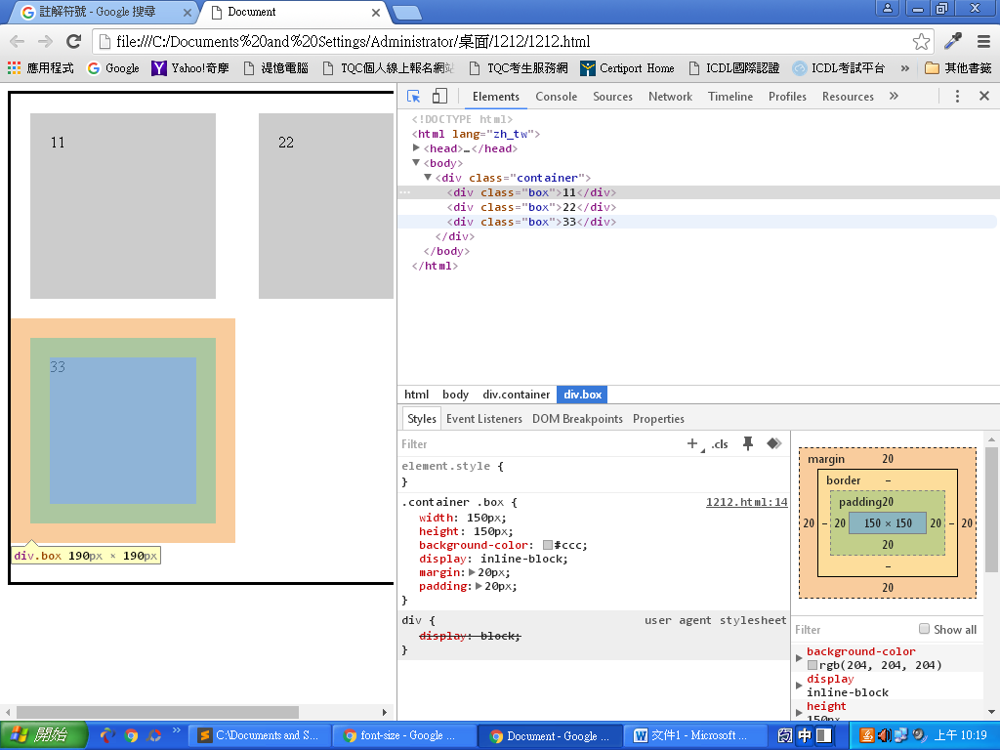 註解符號 - Google 搜尋
Document
file:///C:/Documents%20and%20Settings/Administrator/桌面/1212/1212.html
應用程式 Google Yahoo!奇摩 湜憶電腦 TQC個人線上報名網站 TQC考生服務網 Certiport Home ICDL國際認證 ICDL考試平台 » 其他書籤
11
22
33
div.box 190px × 190px
Elements Console Sources Network Timeline Profiles Resources »
<!DOCTYPE html>
<html lang="zh_tw">
<head>…</head>
<body>
<div class="container">
<div class="box">11</div>
<div class="box">22</div>
<div class="box">33</div>
</div>
</body>
</html>
html body div.container div.box
Styles Event Listeners DOM Breakpoints Properties
Filter + .cls
element.style {
}
.container .box { 1212.html:14
width: 150px;
height: 150px;
background-color: #ccc;
display: inline-block;
margin: 20px;
padding: 20px;
}
div { user agent stylesheet
display: block;
}
margin 20
border –
padding20
20 – 20 150 × 150 20 – 20
20
–
20
Filter Show all
background-color
rgb(204, 204, 204)
display
inline-block
height
150px
開始 » C:\Documents and S... font-size - Google ... Document - Google ... 文件1 - Microsoft 中 上午 10:19